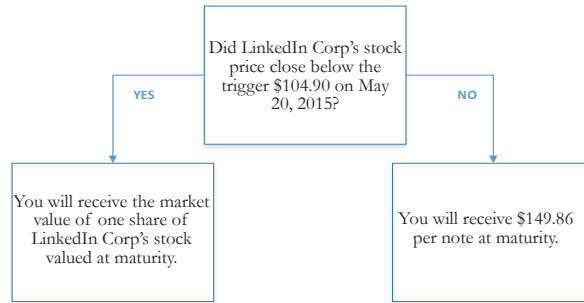 Did LinkedIn Corp's stock
price close below the
trigger $104.90 on May
20, 2015?
YES
NO
You will receive the market
value of one share of
LinkedIn Corp's stock
valued at maturity.
You will receive $149.86
per note at maturity.